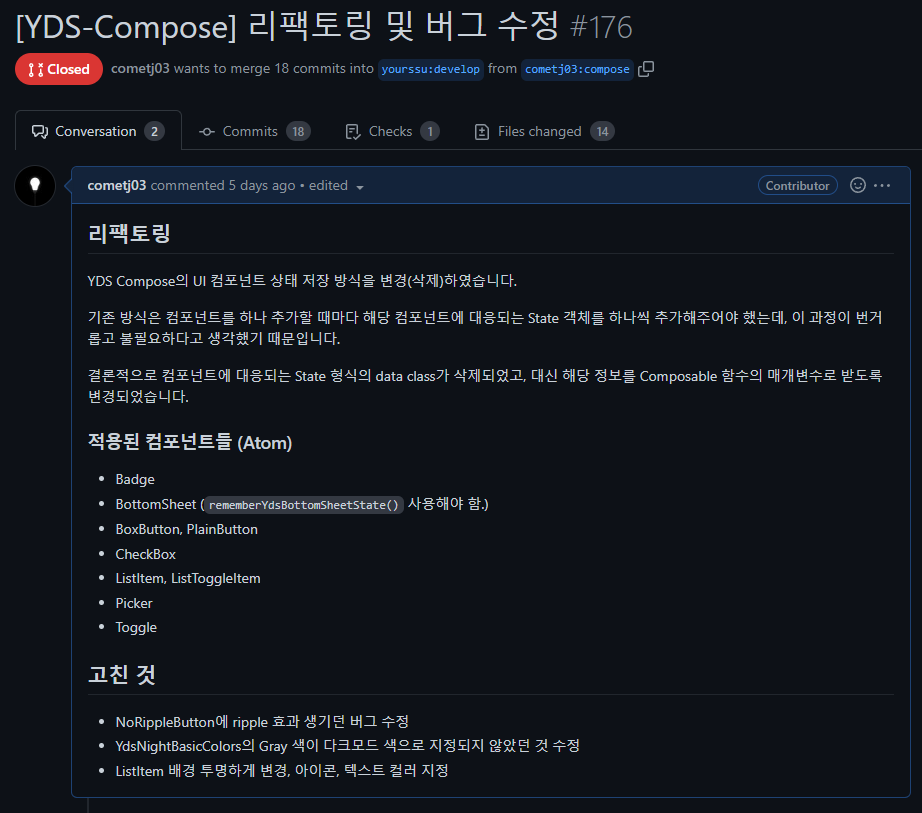 [YDS-Compose] 리팩토링 및 버그 수정 #176
Closed cometj03 wants to merge 18 commits into yourssu:develop from cometj03:compose
Conversation 2 Commits 18 Checks 1 Files changed 14
cometj03 commented 5 days ago • edited Contributor
리팩토링
YDS Compose의 UI 컴포넌트 상태 저장 방식을 변경(삭제)하였습니다.
기존 방식은 컴포넌트를 하나 추가할 때마다 해당 컴포넌트에 대응되는 State 객체를 하나씩 추가해주어야 했는데, 이 과정이 번거
롭고 불필요하다고 생각했기 때문입니다.
결론적으로 컴포넌트에 대응되는 State 형식의 data class가 삭제되었고, 대신 해당 정보를 Composable 함수의 매개변수로 받도록
변경되었습니다.
적용된 컴포넌트들 (Atom)
• Badge
• BottomSheet (rememberYdsBottomSheetState() 사용해야 함.)
• BoxButton, PlainButton
• CheckBox
• ListItem, ListToggleItem
• Picker
• Toggle
고친 것
• NoRippleButton에 ripple 효과 생기던 버그 수정
• YdsNightBasicColors의 Gray 색이 다크모드 색으로 지정되지 않았던 것 수정
• ListItem 배경 투명하게 변경, 아이콘, 텍스트 컬러 지정